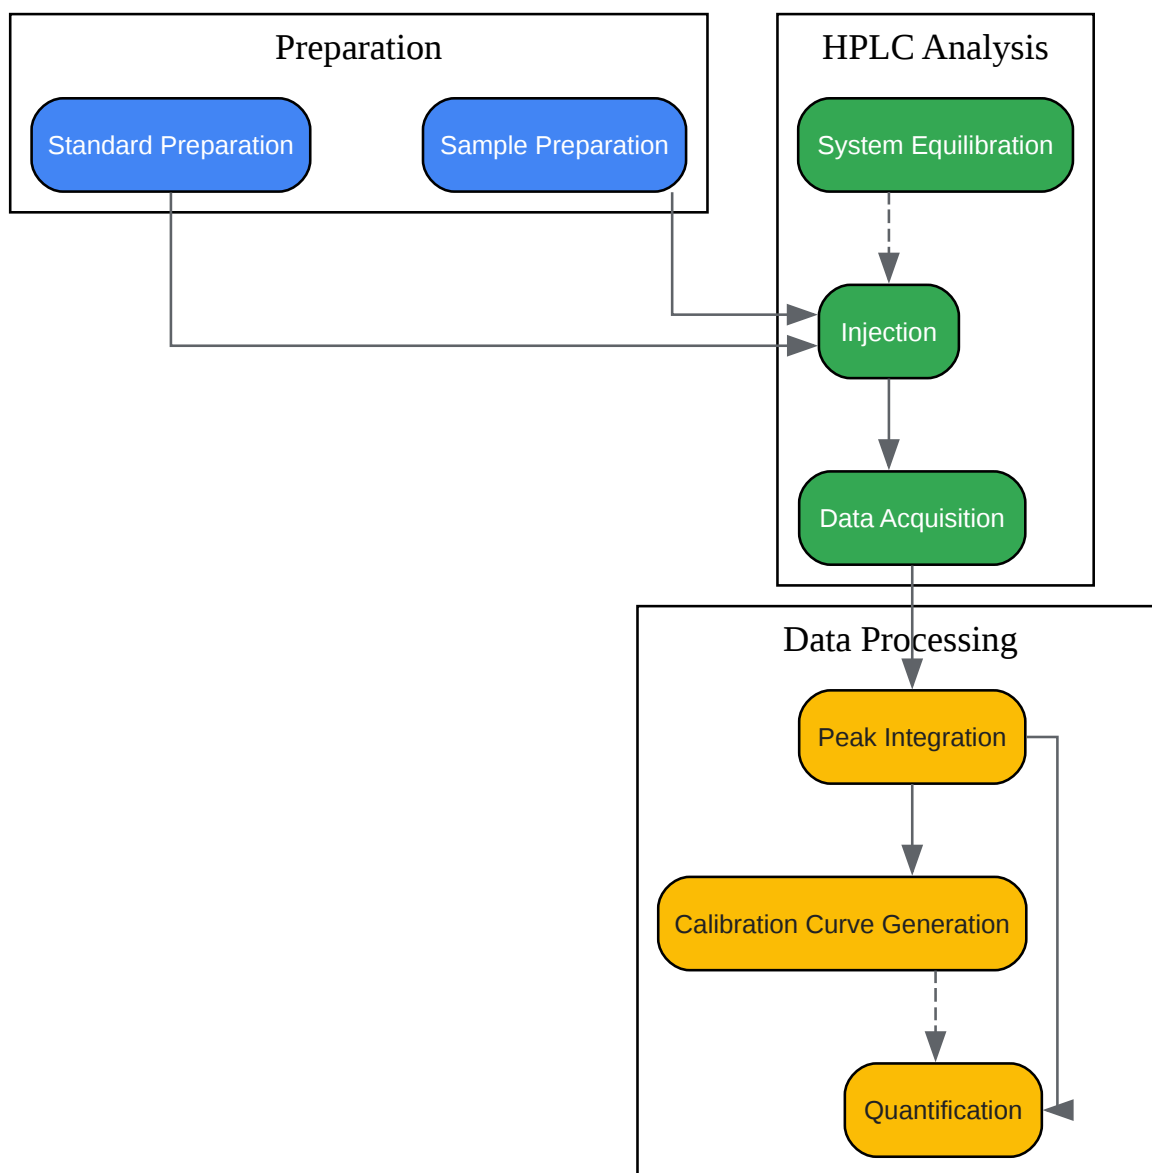 Preparation
Standard Preparation
Sample Preparation
HPLC Analysis
System Equilibration
Injection
Data Acquisition
Data Processing
Peak Integration
Calibration Curve Generation
Quantification